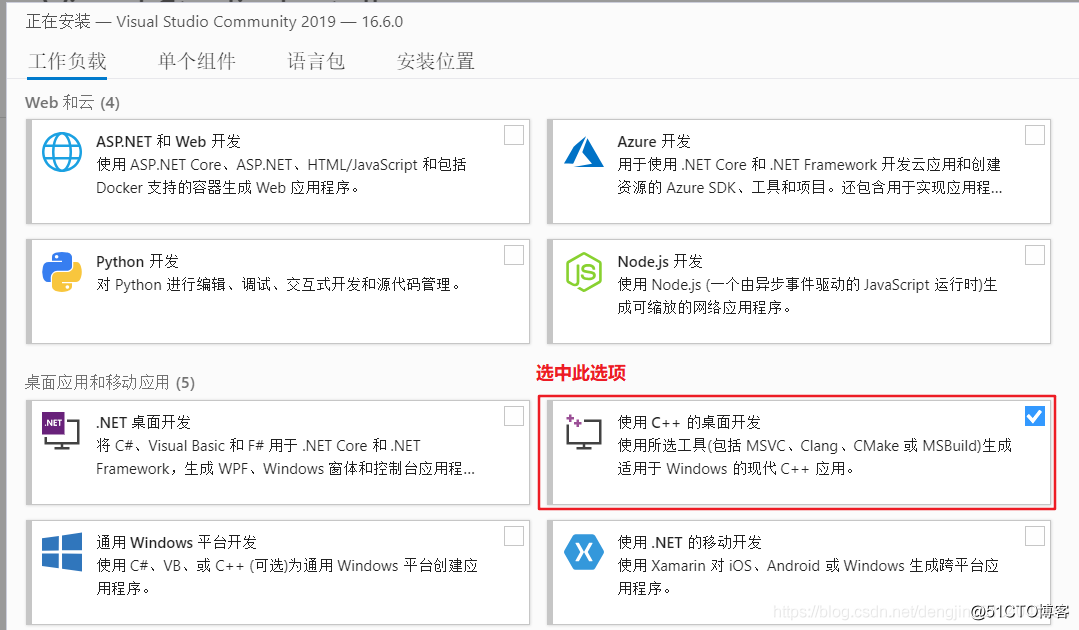 正在安装 — Visual Studio Community 2019 — 16.6.0
工作负载 单个组件 语言包 安装位置
Web 和云 (4)
ASP.NET 和 Web 开发
使用 ASP.NET Core、ASP.NET、HTML/JavaScript 和包括
Docker 支持的容器生成 Web 应用程序。
Azure 开发
用于使用 .NET Core 和 .NET Framework 开发云应用和创建
资源的 Azure SDK、工具和项目。还包含用于实现应用程...
Python 开发
对 Python 进行编辑、调试、交互式开发和源代码管理。
JS
Node.js 开发
使用 Node.js (一个由异步事件驱动的 JavaScript 运行时)生
成可缩放的网络应用程序。
桌面应用和移动应用 (5)
选中此选项
.NET
.NET 桌面开发
将 C#、Visual Basic 和 F# 用于 .NET Core 和 .NET
Framework，生成 WPF、Windows 窗体和控制台应用程...
使用 C++ 的桌面开发
使用所选工具(包括 MSVC、Clang、CMake 或 MSBuild)生成
适用于 Windows 的现代 C++ 应用。
通用 Windows 平台开发
使用 C#、VB、或 C++ (可选)为通用 Windows 平台创建应
用程序。
使用 .NET 的移动开发
使用 Xamarin 对 iOS、Android 或 Windows 生成跨平台应
用程序。
https://blog.csdn.net/dengjin
@51CTO博客